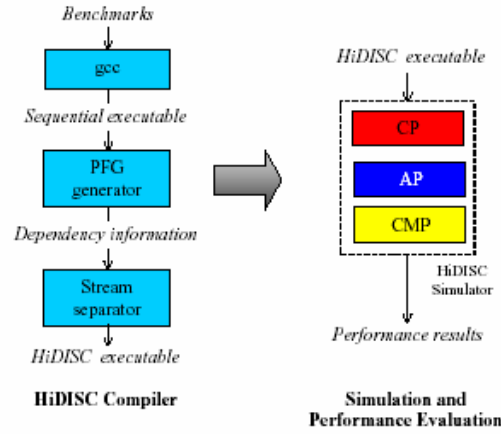 Benchmarks
gcc
Sequential executable
PFG
generator
Dependency information
Stream
separator
HiDISC executable
HiDISC Compiler
HiDISC executable
CP
AP
CMP
HiDISC
Simulator
Performance results
Simulation and
Performance Evaluation